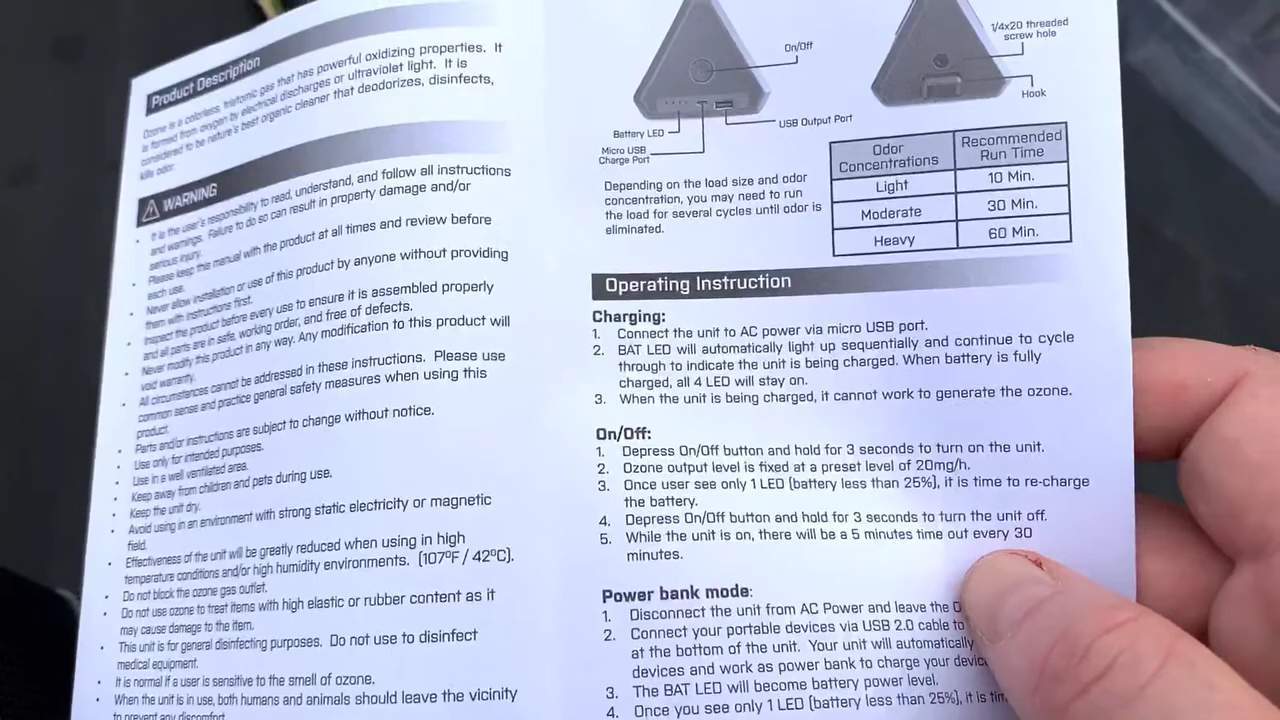 Product Description
Ozone is a colorless, triatomic gas that has powerful oxidizing properties. It
is formed from oxygen by electrical discharges or ultraviolet light. It is
considered to be nature's best organic cleaner that deodorizes, disinfects,
kills odor.
WARNING
• It is the user's responsibility to read, understand, and follow all instructions
and warnings. Failure to do so can result in property damage and/or
serious injury.
• Please keep this manual with the product at all times and review before
each use.
• Never allow installation or use of this product by anyone without providing
them with instructions first.
• Inspect the product before every use to ensure it is assembled properly
and all parts are in safe, working order, and free of defects.
• Never modify this product in any way. Any modification to this product will
void warranty.
• All circumstances cannot be addressed in these instructions. Please use
common sense and practice general safety measures when using this
product.
• Parts and/or instructions are subject to change without notice.
• Use only for intended purposes.
• Use in a well ventilated area.
• Keep away from children and pets during use.
• Keep the unit dry.
• Avoid using in an environment with strong static electricity or magnetic
field.
• Effectiveness of the unit will be greatly reduced when using in high
temperature conditions and/or high humidity environments. (107ºF / 42ºC).
• Do not block the ozone gas outlet.
• Do not use ozone to treat items with high elastic or rubber content as it
may cause damage to the item.
• This unit is for general disinfecting purposes. Do not use to disinfect
medical equipment.
• It is normal if a user is sensitive to the smell of ozone.
• When the unit is in use, both humans and animals should leave the vicinity
to prevent any discomfort
On/Off
1/4x20 threaded
screw hole
Hook
Battery LED
USB Output Port
Micro USB
Charge Port
Depending on the load size and odor
concentration, you may need to run
the load for several cycles until odor is
eliminated.
Odor Concentrations Recommended Run Time
Light 10 Min.
Moderate 30 Min.
Heavy 60 Min.
Operating Instruction
Charging:
1. Connect the unit to AC power via micro USB port.
2. BAT LED will automatically light up sequentially and continue to cycle
through to indicate the unit is being charged. When battery is fully
charged, all 4 LED will stay on.
3. When the unit is being charged, it cannot work to generate the ozone.
On/Off:
1. Depress On/Off button and hold for 3 seconds to turn on the unit.
2. Ozone output level is fixed at a preset level of 20mg/h.
3. Once user see only 1 LED (battery less than 25%), it is time to re-charge
the battery.
4. Depress On/Off button and hold for 3 seconds to turn the unit off.
5. While the unit is on, there will be a 5 minutes time out every 30
minutes.
Power bank mode:
1. Disconnect the unit from AC Power and leave the
2. Connect your portable devices via USB 2.0 cable to
at the bottom of the unit. Your unit will automatically
devices and work as power bank to charge your
3. The BAT LED will become battery power level.
4. Once you see only 1 LED (battery less than 25%), it is